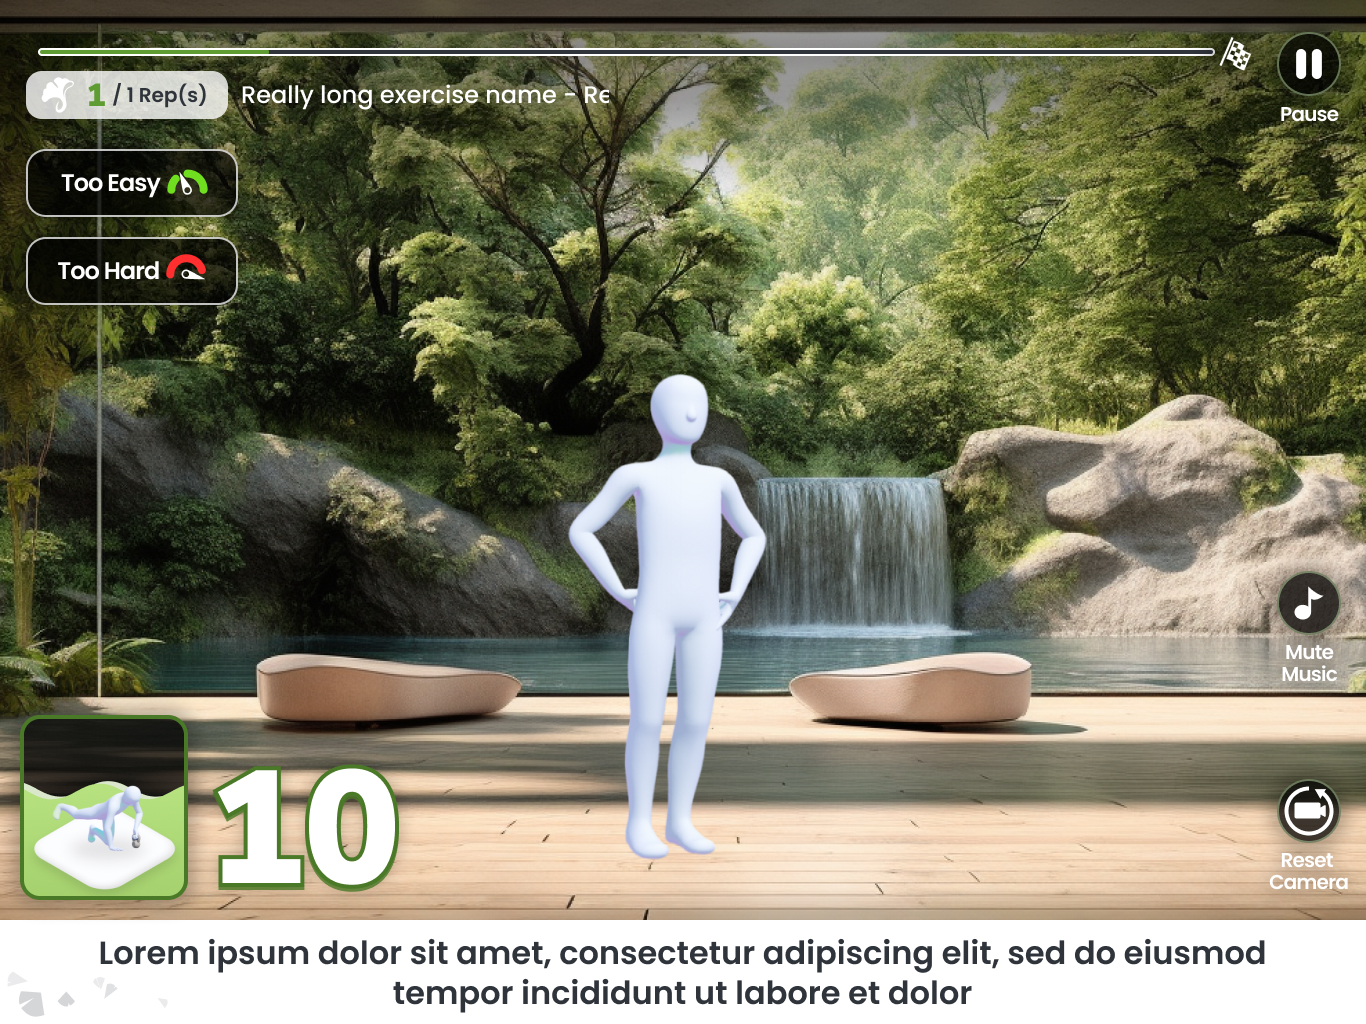 1 / 1 Rep(s)
Really long exercise name - Re
Pause
Too Easy
Too Hard
Mute
Music
Reset
Camera
10
Lorem ipsum dolor sit amet, consectetur adipiscing elit, sed do eiusmod
tempor incididunt ut labore et dolor